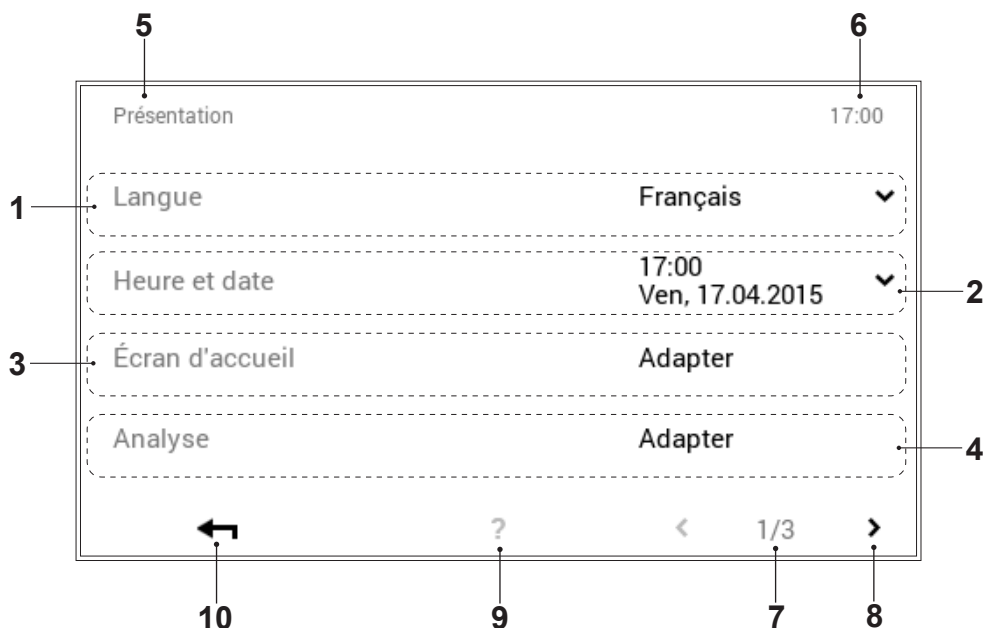 5 6
Présentation 17:00
1 Langue Français
Heure et date 17:00
Ven, 17.04.2015 2
3 Écran d'accueil Adapter
Analyse Adapter 4
? < 1/3 >
10 9 7 8